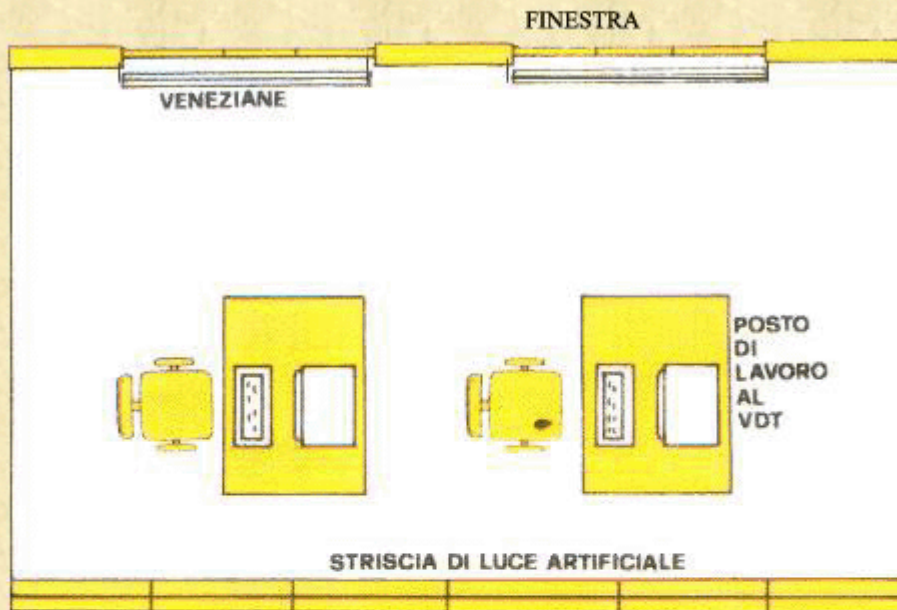 FINESTRA
VENEZIANE
POSTO
DI
LAVORO
AL
VDT
STRISCIA DI LUCE ARTIFICIALE